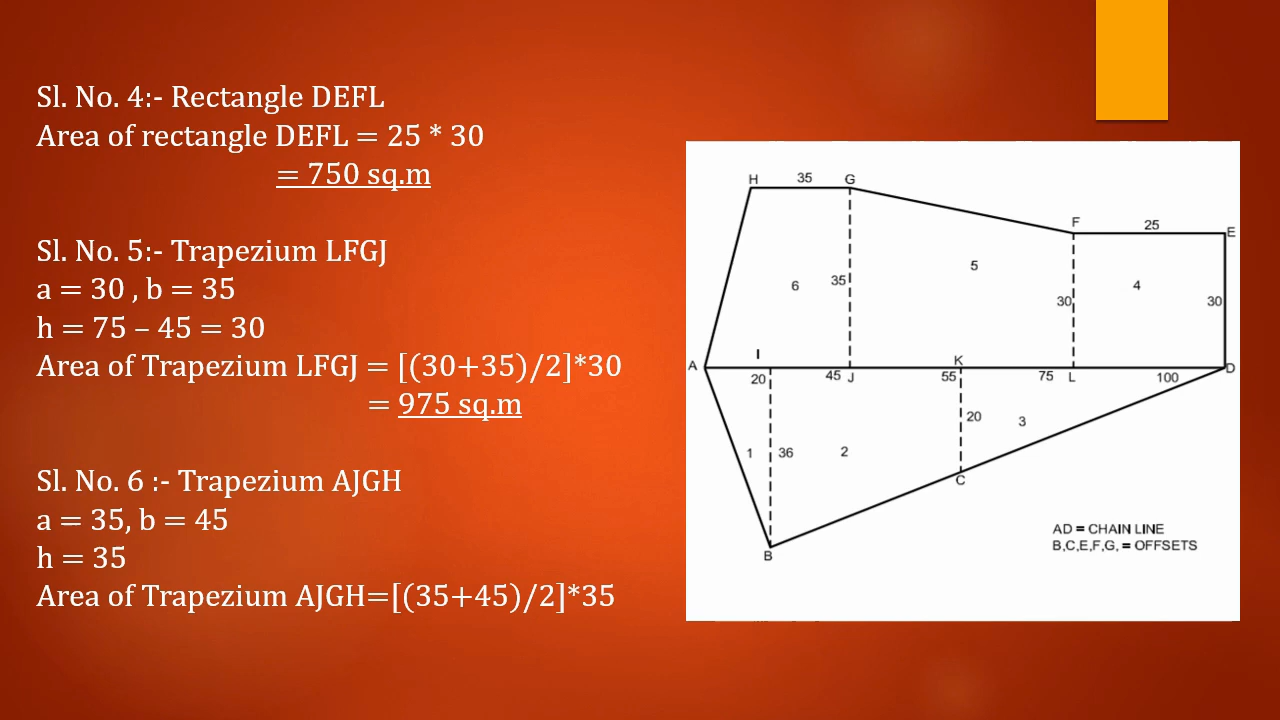 Sl. No. 4:- Rectangle DEFL
Area of rectangle DEFL = 25 * 30
= 750 sq.m
Sl. No. 5:- Trapezium LFGJ
a = 30 , b = 35
h = 75 – 45 = 30
Area of Trapezium LFGJ = [(30+35)/2]*30
= 975 sq.m
Sl. No. 6 :- Trapezium AJGH
a = 35, b = 45
h = 35
Area of Trapezium AJGH=[(35+45)/2]*35
H 35 G
F 25 E
5
6 35 4
30 30
I K
A D
20 45 J 55 75 L 100
20 3
1 36 2
C
B
AD = CHAIN LINE
B,C,E,F,G, = OFFSETS